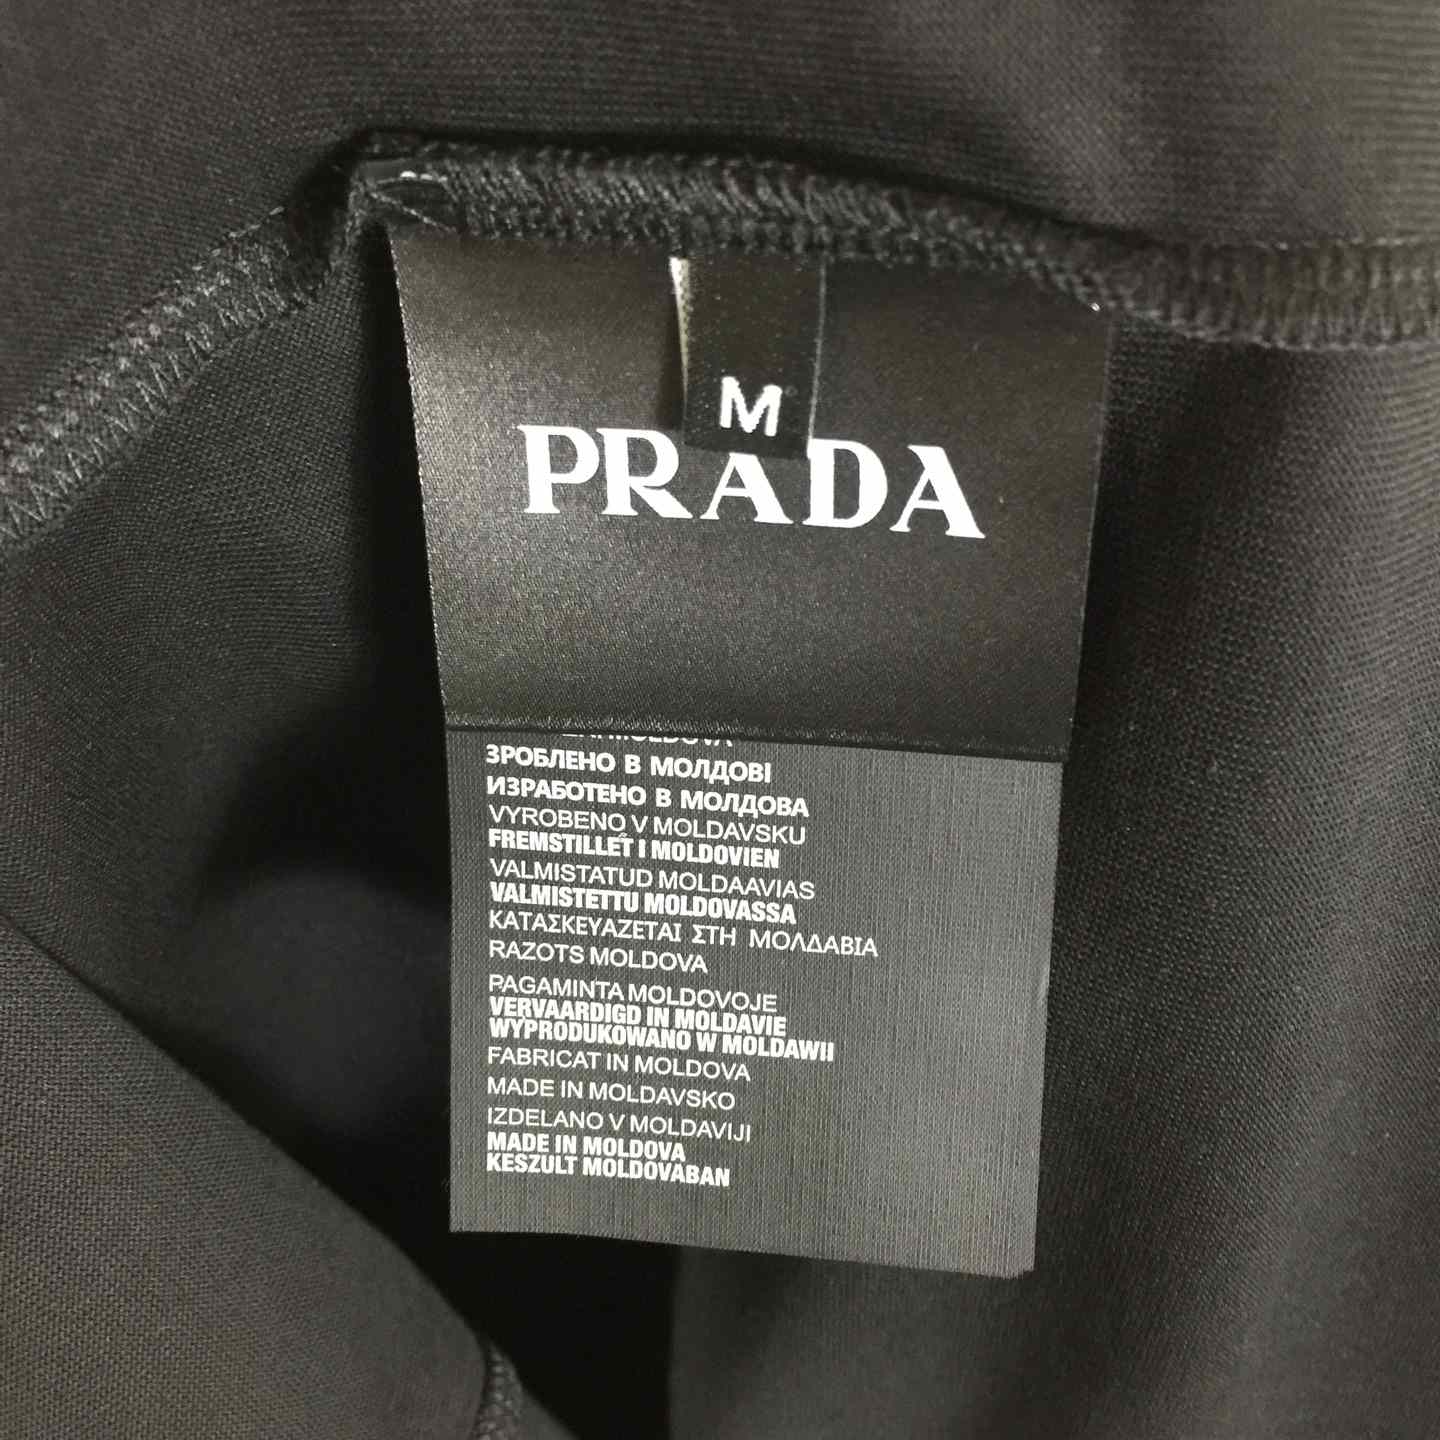 M
PRADA
ЗРОБЛЕНО В МОЛДОВІ
ИЗРАБОТЕНО В МОЛДОВА
VYROBENO V MOLDAVSKU
FREMSTILLET I MOLDOVIEN
VALMISTATUD MOLDAAVIAS
VALMISTETTU MOLDOVASSA
ΚΑΤΑΣΚΕΥΑΖΕΤΑΙ ΣΤΗ ΜΟΛΔΑΒΙΑ
RAZOTS MOLDOVA
PAGAMINTA MOLDOVOJE
VERVAARDIGD IN MOLDAVIE
WYPRODUKOWANO W MOLDAWII
FABRICAT IN MOLDOVA
MADE IN MOLDAVSKO
IZDELANO V MOLDAVIJI
MADE IN MOLDOVA
KESZULT MOLDOVABAN